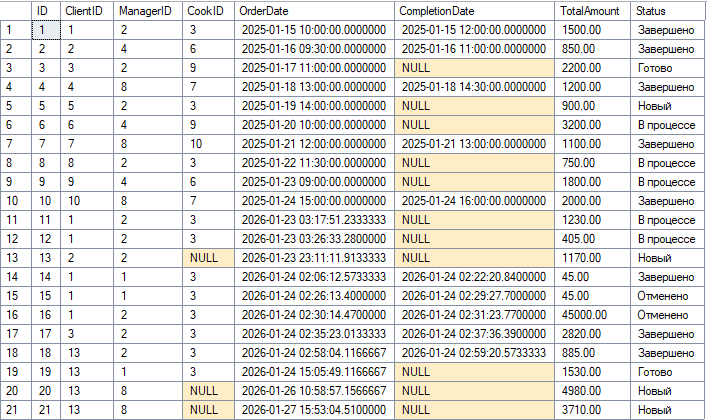 ID ClientID ManagerID CookID OrderDate CompletionDate TotalAmount Status
1 1 1 2 3 2025-01-15 10:00:00.0000000 2025-01-15 12:00:00.0000000 1500.00 Завершено
2 2 2 4 6 2025-01-16 09:30:00.0000000 2025-01-16 11:00:00.0000000 850.00 Завершено
3 3 3 2 9 2025-01-17 11:00:00.0000000 NULL 2200.00 Готово
4 4 4 8 7 2025-01-18 13:00:00.0000000 2025-01-18 14:30:00.0000000 1200.00 Завершено
5 5 5 2 3 2025-01-19 14:00:00.0000000 NULL 900.00 Новый
6 6 6 4 9 2025-01-20 10:00:00.0000000 NULL 3200.00 В процессе
7 7 7 8 10 2025-01-21 12:00:00.0000000 2025-01-21 13:00:00.0000000 1100.00 Завершено
8 8 8 2 3 2025-01-22 11:30:00.0000000 NULL 750.00 В процессе
9 9 9 4 6 2025-01-23 09:00:00.0000000 NULL 1800.00 В процессе
10 10 10 8 7 2025-01-24 15:00:00.0000000 2025-01-24 16:00:00.0000000 2000.00 Завершено
11 11 1 2 3 2026-01-23 03:17:51.2333333 NULL 1230.00 В процессе
12 12 1 2 3 2026-01-23 03:26:33.2800000 NULL 405.00 В процессе
13 13 2 2 NULL 2026-01-23 23:11:11.9133333 NULL 1170.00 Новый
14 14 1 1 3 2026-01-24 02:06:12.5733333 2026-01-24 02:22:20.8400000 45.00 Завершено
15 15 1 1 3 2026-01-24 02:26:13.4000000 2026-01-24 02:29:27.7000000 45.00 Отменено
16 16 1 2 3 2026-01-24 02:30:14.4700000 2026-01-24 02:31:23.7700000 45000.00 Отменено
17 17 3 2 3 2026-01-24 02:35:23.0133333 2026-01-24 02:37:36.3900000 2820.00 Завершено
18 18 13 2 3 2026-01-24 02:58:04.1166667 2026-01-24 02:59:20.5733333 885.00 Завершено
19 19 13 1 3 2026-01-24 15:05:49.1166667 NULL 1530.00 Готово
20 20 13 8 NULL 2026-01-26 10:58:57.1566667 NULL 4980.00 Новый
21 21 13 8 NULL 2026-01-27 15:53:04.5100000 NULL 3710.00 Новый